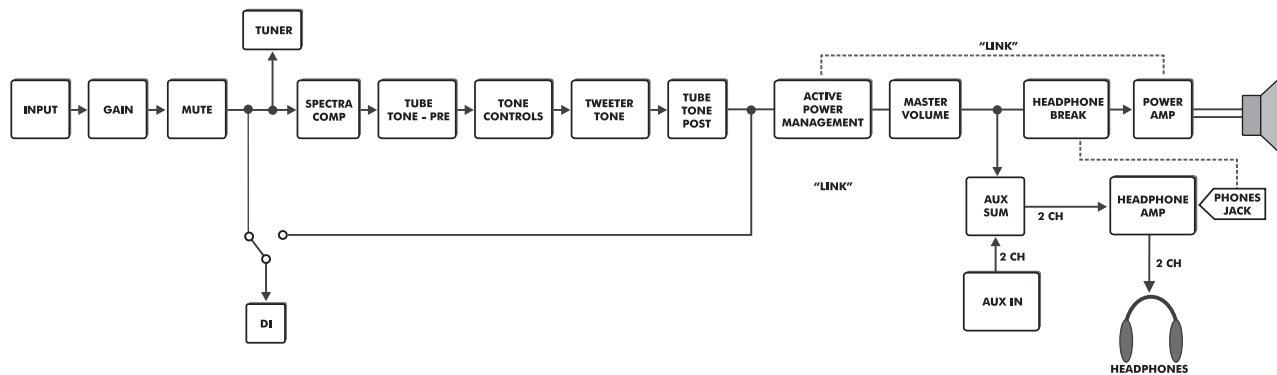 TUNER
"LINK"
INPUT
GAIN
MUTE
SPECTRA
COMP
TUBE
TONE - PRE
TONE
CONTROLS
TWEETER
TONE
TUBE
TONE
POST
ACTIVE
POWER
MANAGEMENT
MASTER
VOLUME
HEADPHONE
BREAK
POWER
AMP
"LINK"
AUX
SUM
2 CH
HEADPHONE
AMP
PHONES
JACK
2 CH
2 CH
AUX IN
DI
HEADPHONES